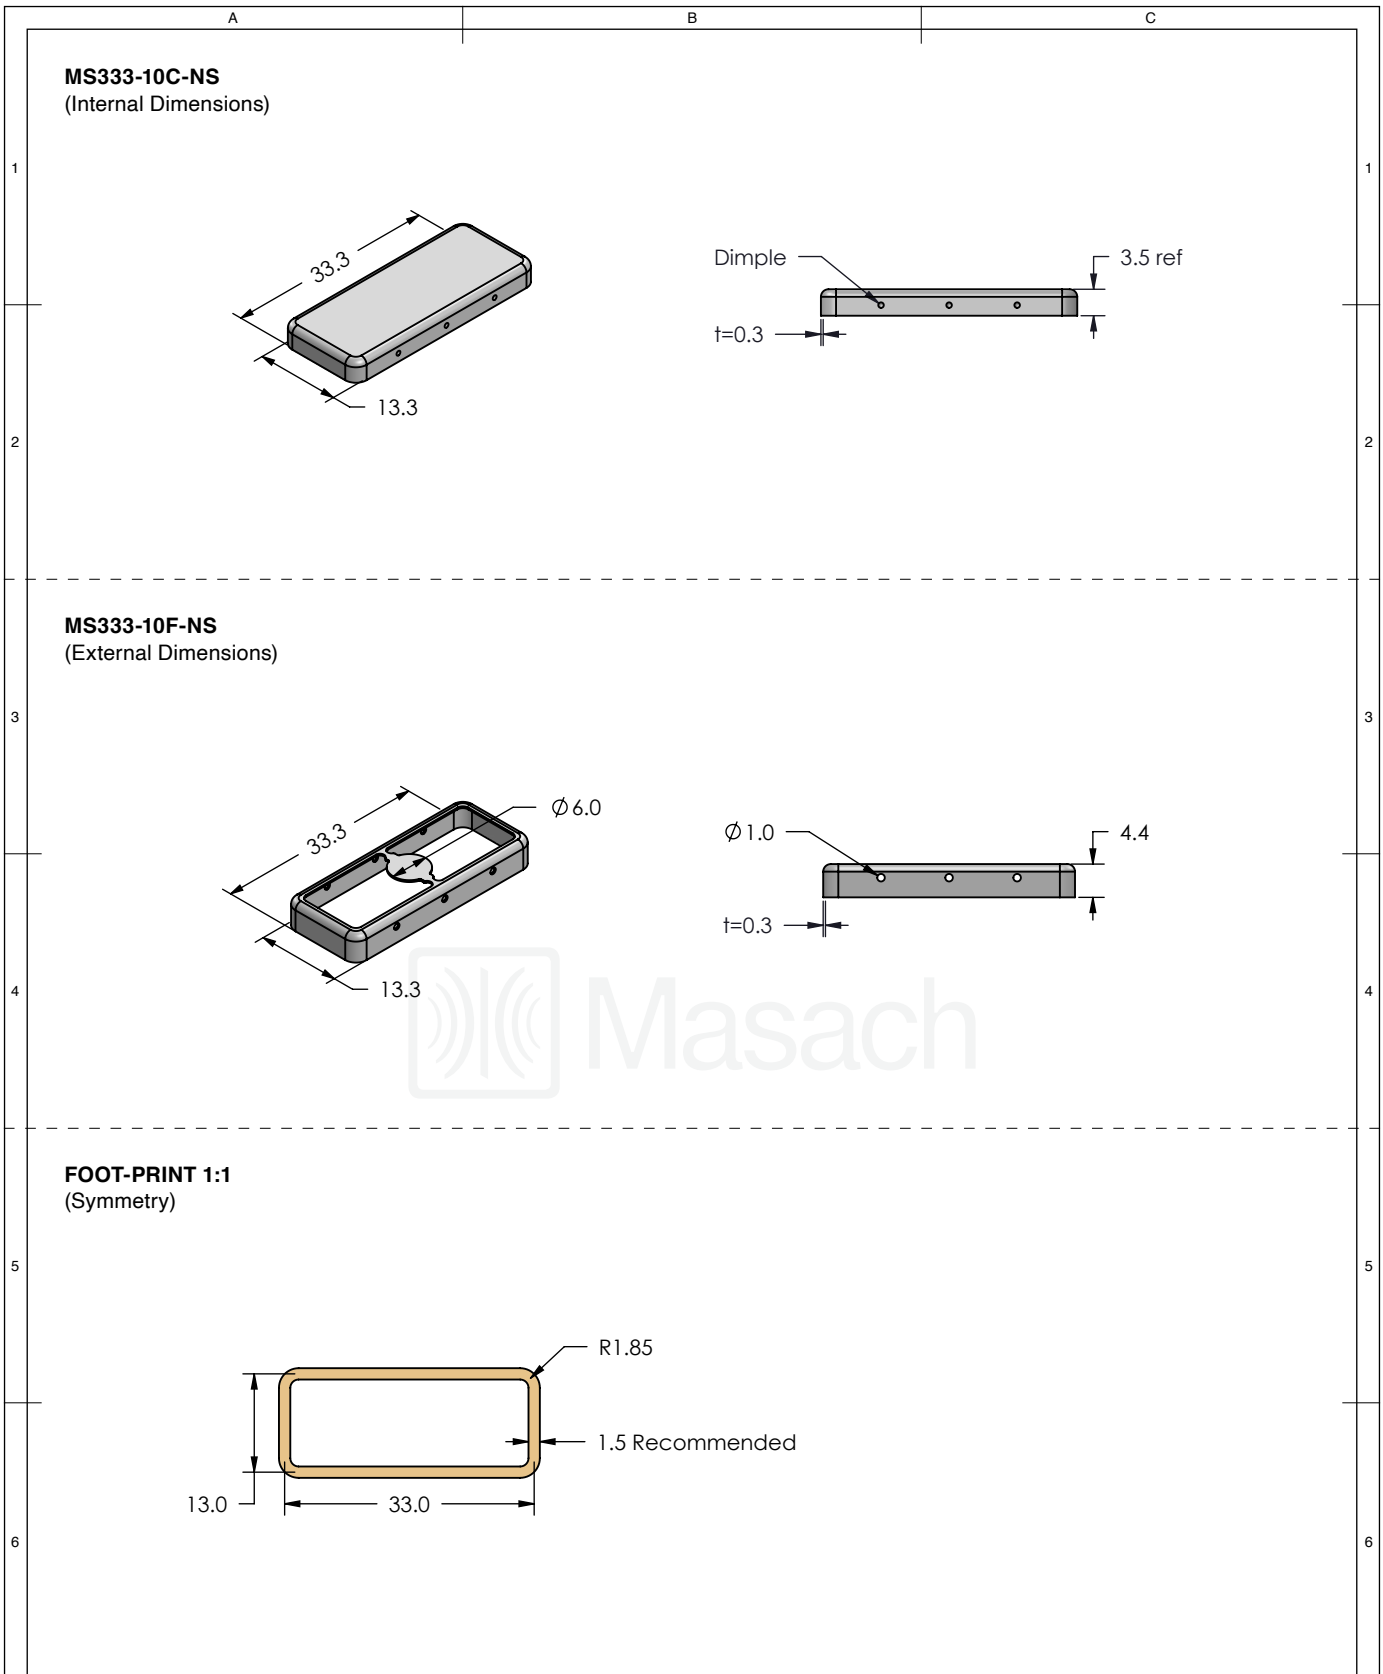 A B C
MS333-10C-NS
(Internal Dimensions)
1 1
33.3
13.3
Dimple
3.5 ref
t=0.3
2 2
MS333-10F-NS
(External Dimensions)
3 3
33.3
Ø6.0
13.3
Ø1.0
4.4
t=0.3
4 4
Masach
FOOT-PRINT 1:1
(Symmetry)
5 5
R1.85
1.5 Recommended
13.0
33.0
6 6